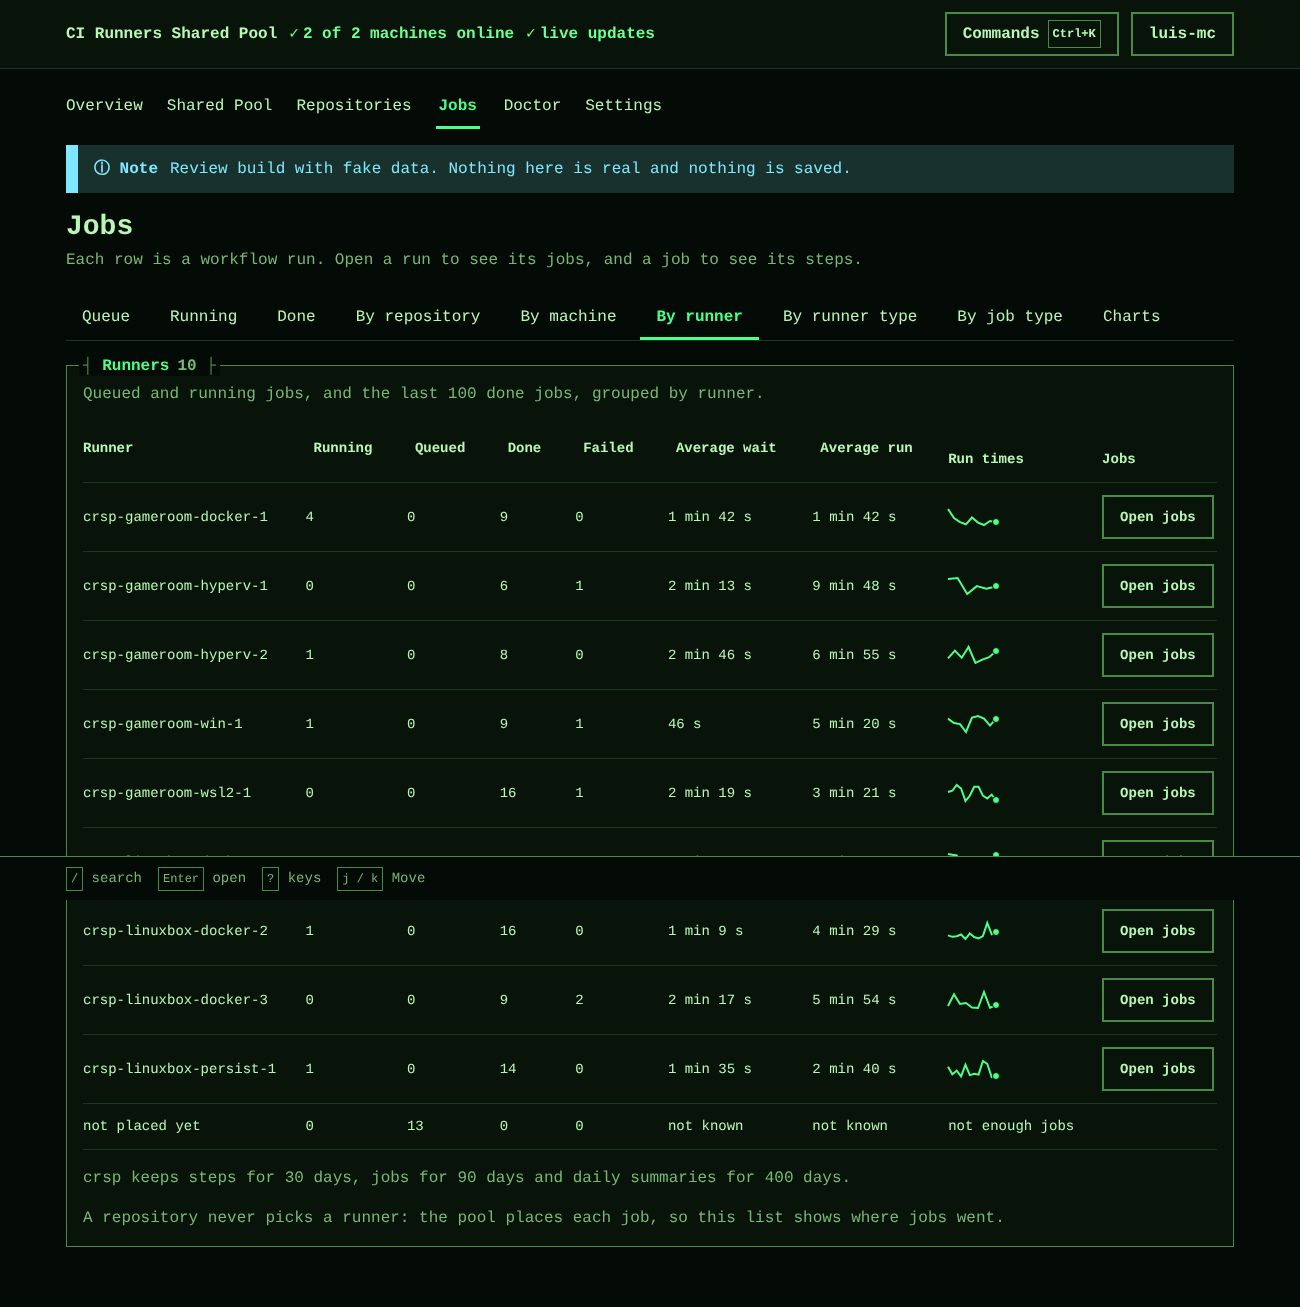 CI Runners Shared Pool ✓ 2 of 2 machines online ✓ live updates Commands Ctrl+K luis-mc
Overview Shared Pool Repositories Jobs Doctor Settings
ⓘ Note Review build with fake data. Nothing here is real and nothing is saved.
Jobs
Each row is a workflow run. Open a run to see its jobs, and a job to see its steps.
Queue Running Done By repository By machine By runner By runner type By job type Charts
Runners 10
Queued and running jobs, and the last 100 done jobs, grouped by runner.
Runner Running Queued Done Failed Average wait Average run Run times Jobs
crsp-gameroom-docker-1 4 0 9 0 1 min 42 s 1 min 42 s Open jobs
crsp-gameroom-hyperv-1 0 0 6 1 2 min 13 s 9 min 48 s Open jobs
crsp-gameroom-hyperv-2 1 0 8 0 2 min 46 s 6 min 55 s Open jobs
crsp-gameroom-win-1 1 0 9 1 46 s 5 min 20 s Open jobs
crsp-gameroom-wsl2-1 0 0 16 1 2 min 19 s 3 min 21 s Open jobs
/ search Enter open ? keys j / k Move
crsp-linuxbox-docker-2 1 0 16 0 1 min 9 s 4 min 29 s Open jobs
crsp-linuxbox-docker-3 0 0 9 2 2 min 17 s 5 min 54 s Open jobs
crsp-linuxbox-persist-1 1 0 14 0 1 min 35 s 2 min 40 s Open jobs
not placed yet 0 13 0 0 not known not known not enough jobs
crsp keeps steps for 30 days, jobs for 90 days and daily summaries for 400 days.
A repository never picks a runner: the pool places each job, so this list shows where jobs went.